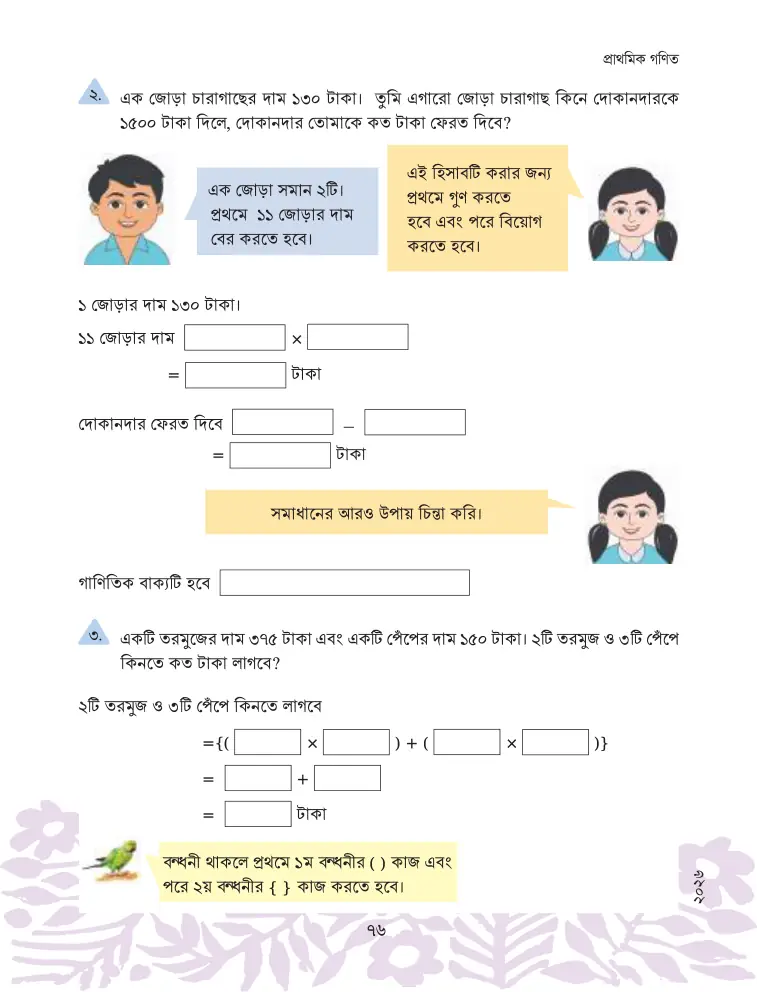 প্রাথমিক গণিত
২. এক জোড়া চারাগাছের দাম ১৩০ টাকা। তুমি এগারো জোড়া চারাগাছ কিনে দোকানদারকে
১৫০০ টাকা দিলে, দোকানদার তোমাকে কত টাকা ফেরত দিবে?
এক জোড়া সমান ২টি।
প্রথমে ১১ জোড়ার দাম
বের করতে হবে।
এই হিসাবটি করার জন্য
প্রথমে গুণ করতে
হবে এবং পরে বিয়োগ
করতে হবে।
১ জোড়ার দাম ১৩০ টাকা।
১১ জোড়ার দাম ×
= টাকা
দোকানদার ফেরত দিবে –
= টাকা
সমাধানের আরও উপায় চিন্তা করি।
গাণিতিক বাক্যটি হবে
৩. একটি তরমুজের দাম ৩৭৫ টাকা এবং একটি পেঁপের দাম ১৫০ টাকা। ২টি তরমুজ ও ৩টি পেঁপে
কিনতে কত টাকা লাগবে?
২টি তরমুজ ও ৩টি পেঁপে কিনতে লাগবে
={( × ) + ( × )}
= +
= টাকা
বন্ধনী থাকলে প্রথমে ১ম বন্ধনীর ( ) কাজ এবং
পরে ২য় বন্ধনীর { } কাজ করতে হবে।
২০২৬
৭৬